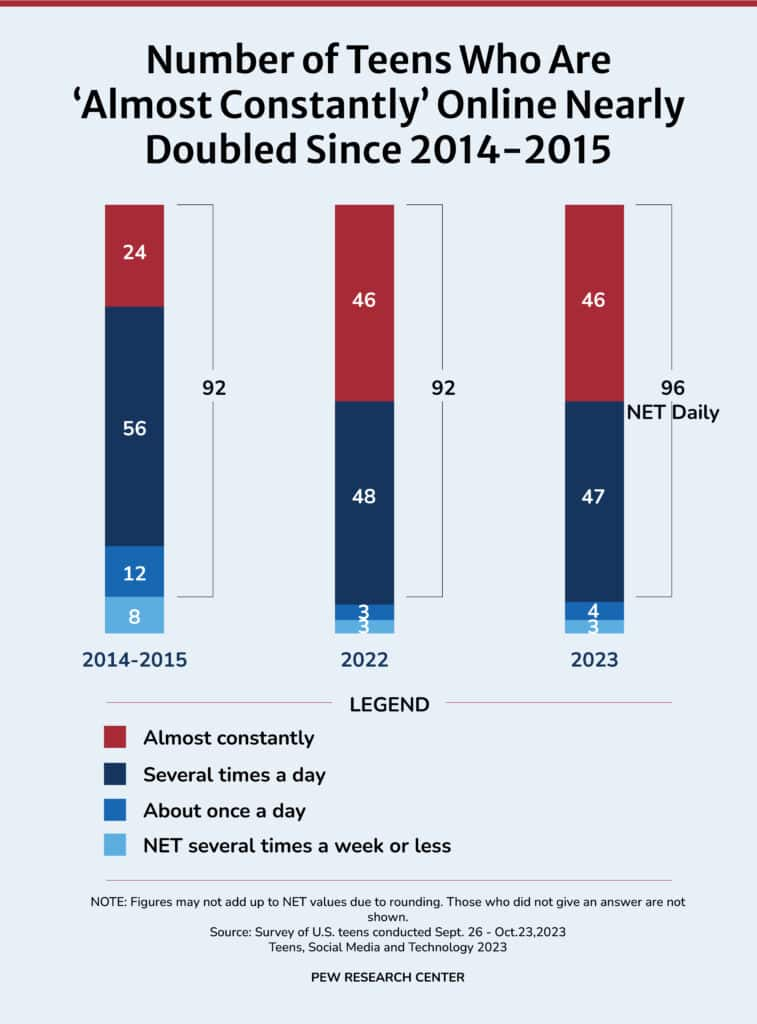 Number of Teens Who Are
‘Almost Constantly’ Online Nearly
Doubled Since 2014–2015
24
56
12
8
92
2014-2015
46
48
3
3
92
2022
46
47
4
3
96
NET Daily
2023
LEGEND
Almost constantly
Several times a day
About once a day
NET several times a week or less
NOTE: Figures may not add up to NET values due to rounding. Those who did not give an answer are not
shown.
Source: Survey of U.S. teens conducted Sept. 26 - Oct.23,2023
Teens, Social Media and Technology 2023
PEW RESEARCH CENTER